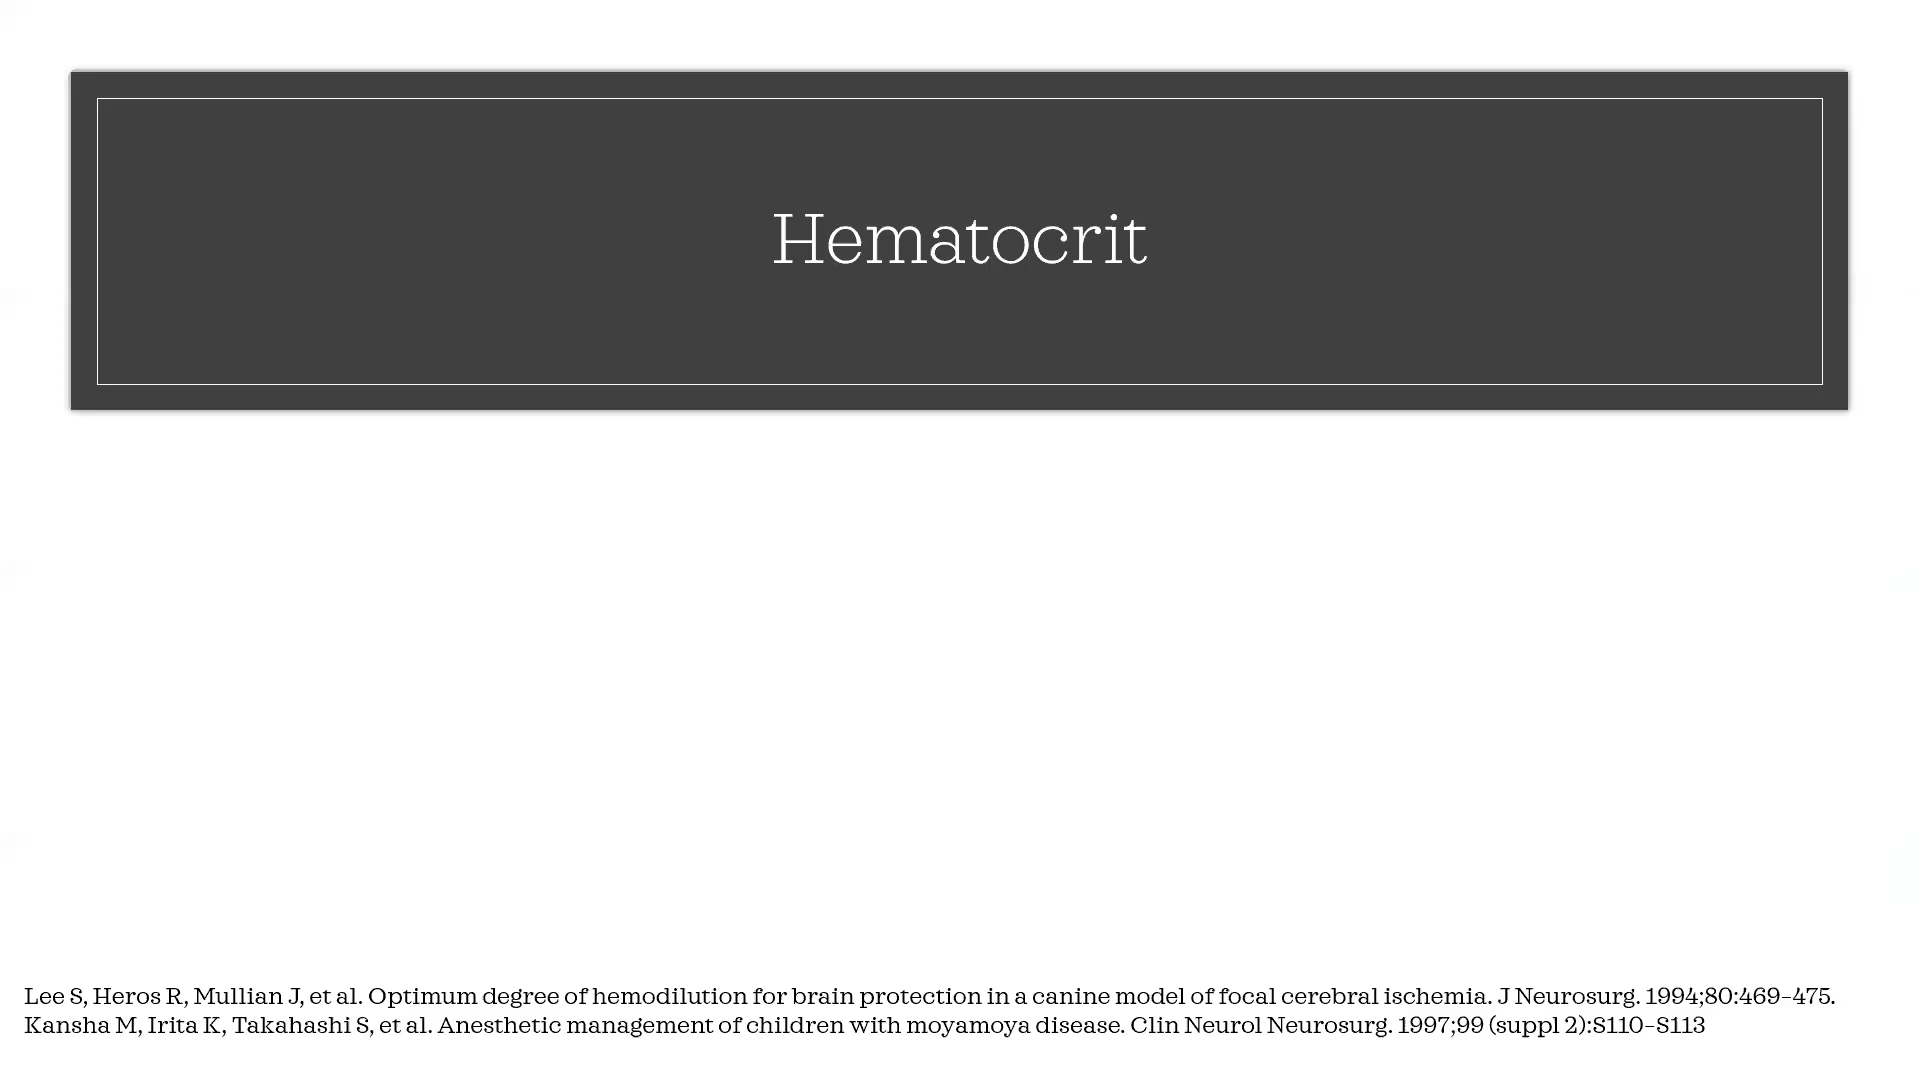 Hematocrit
Lee S, Heros R, Mullian J, et al. Optimum degree of hemodilution for brain protection in a canine model of focal cerebral ischemia. J Neurosurg. 1994;80:469–475.
Kansha M, Irita K, Takahashi S, et al. Anesthetic management of children with moyamoya disease. Clin Neurol Neurosurg. 1997;99 (suppl 2):S110–S113